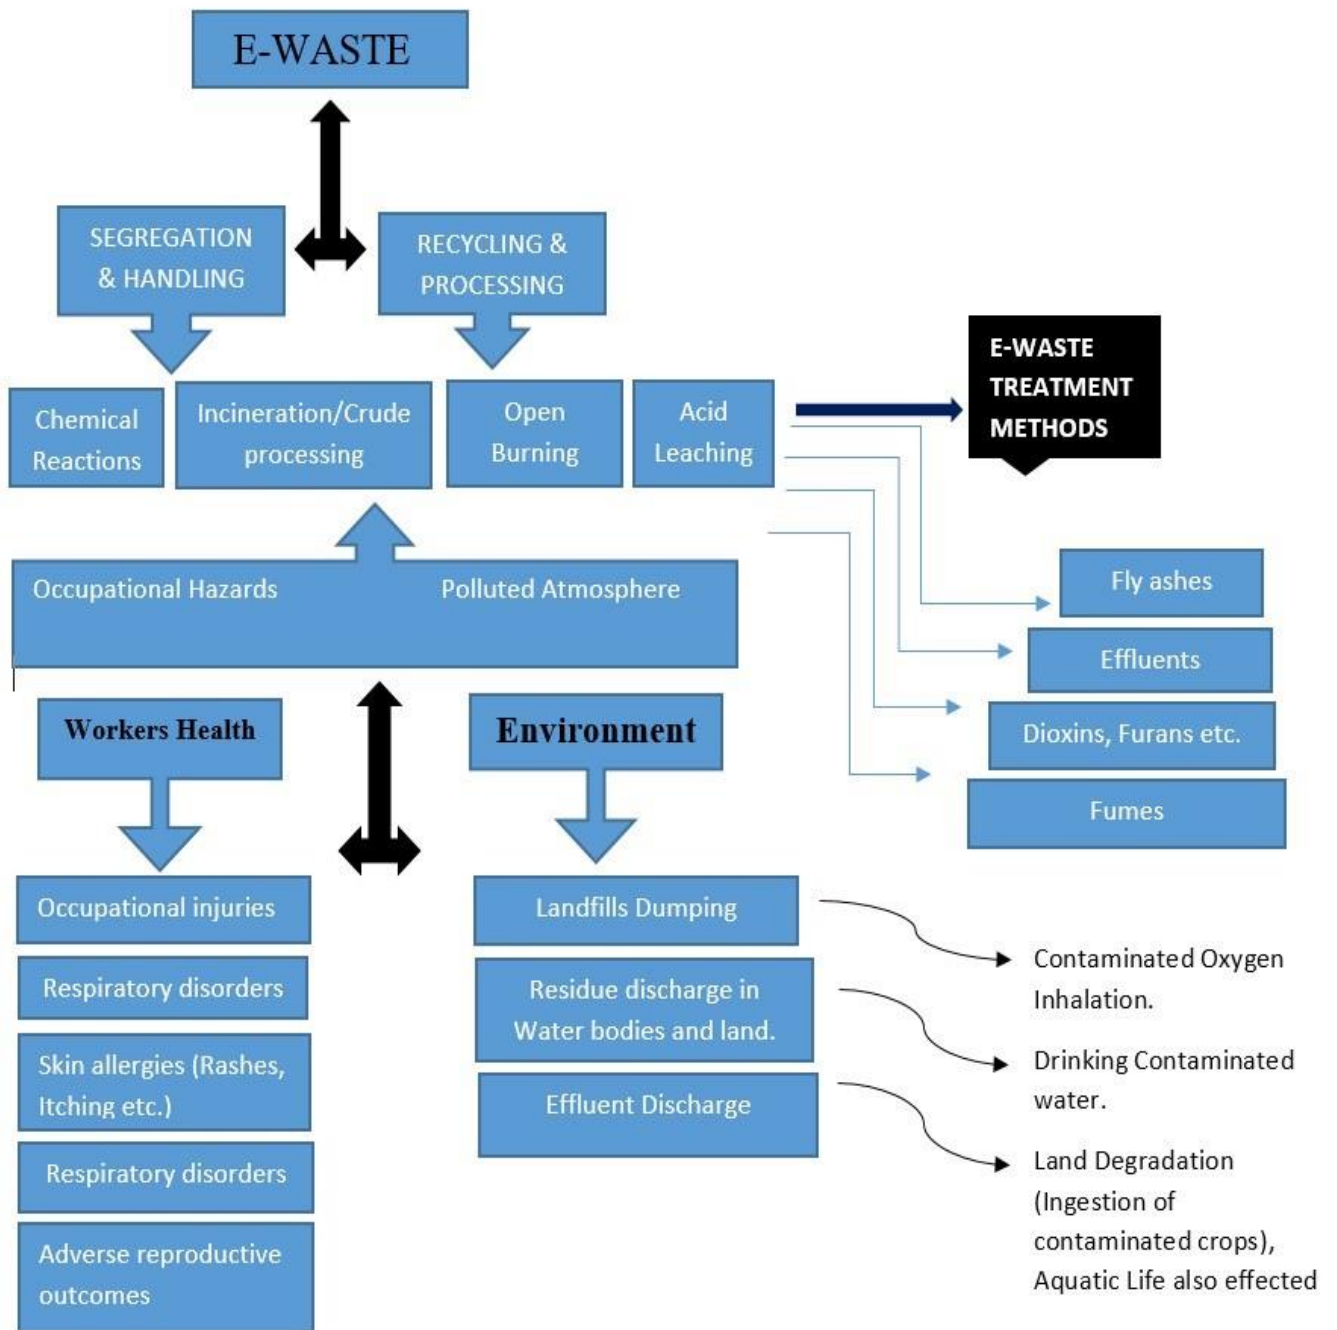 E-WASTE
SEGREGATION
& HANDLING
RECYCLING &
PROCESSING
Chemical
Reactions
Incineration/Crude
processing
Open
Burning
Acid
Leaching
E-WASTE
TREATMENT
METHODS
Occupational Hazards
Polluted Atmosphere
Fly ashes
Effluents
Dioxins, Furans etc.
Fumes
Workers Health
Environment
Occupational injuries
Respiratory disorders
Skin allergies (Rashes,
Itching etc.)
Respiratory disorders
Adverse reproductive
outcomes
Landfills Dumping
Residue discharge in
Water bodies and land.
Effluent Discharge
Contaminated Oxygen
Inhalation.
Drinking Contaminated
water.
Land Degradation
(Ingestion of
contaminated crops),
Aquatic Life also effected